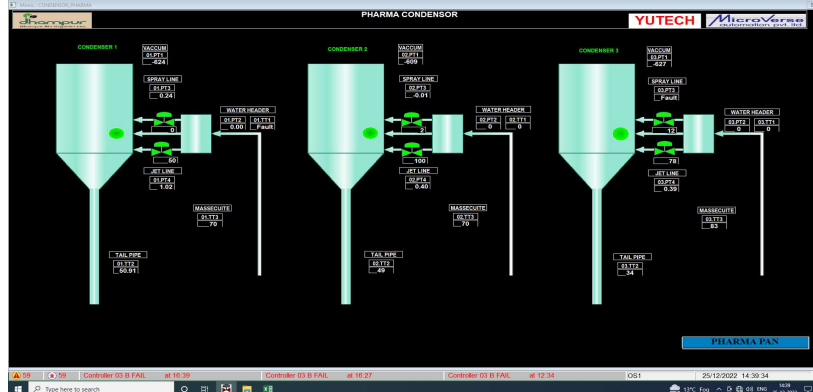 Menu : CONDENSOR_PHARMA
dhampur
PHARMA CONDENSOR
YUTECH
MicroVerse
automation pvt. ltd.
CONDENSER 1
VACCUM
01.PT1
-624
SPRAY LINE
01.PT3
0.24
WATER HEADER
01.PT2 01.TT1
0.00 Fault
0
50
JET LINE
01.PT4
1.02
MASSECUITE
01.TT3
70
TAIL PIPE
01.TT2
50.91
CONDENSER 2
VACCUM
02.PT1
-609
SPRAY LINE
02.PT3
-0.01
WATER HEADER
02.PT2 02.TT1
0 0
2
100
JET LINE
02.PT4
0.40
MASSECUITE
02.TT3
70
TAIL PIPE
02.TT2
49
CONDENSER 3
VACCUM
03.PT1
-627
SPRAY LINE
03.PT3
Fault
WATER HEADER
03.PT2 03.TT1
0 0
12
78
JET LINE
03.PT4
0.39
MASSECUITE
03.TT3
83
TAIL PIPE
03.TT2
34
PHARMA PAN
59 59 Controller 03 B FAIL at 16:39 Controller 03 B FAIL at 16:27 Controller 03 B FAIL at 12:34 OS1 25/12/2022 14:39:34
Type here to search 13°C Fog ENG 14:39